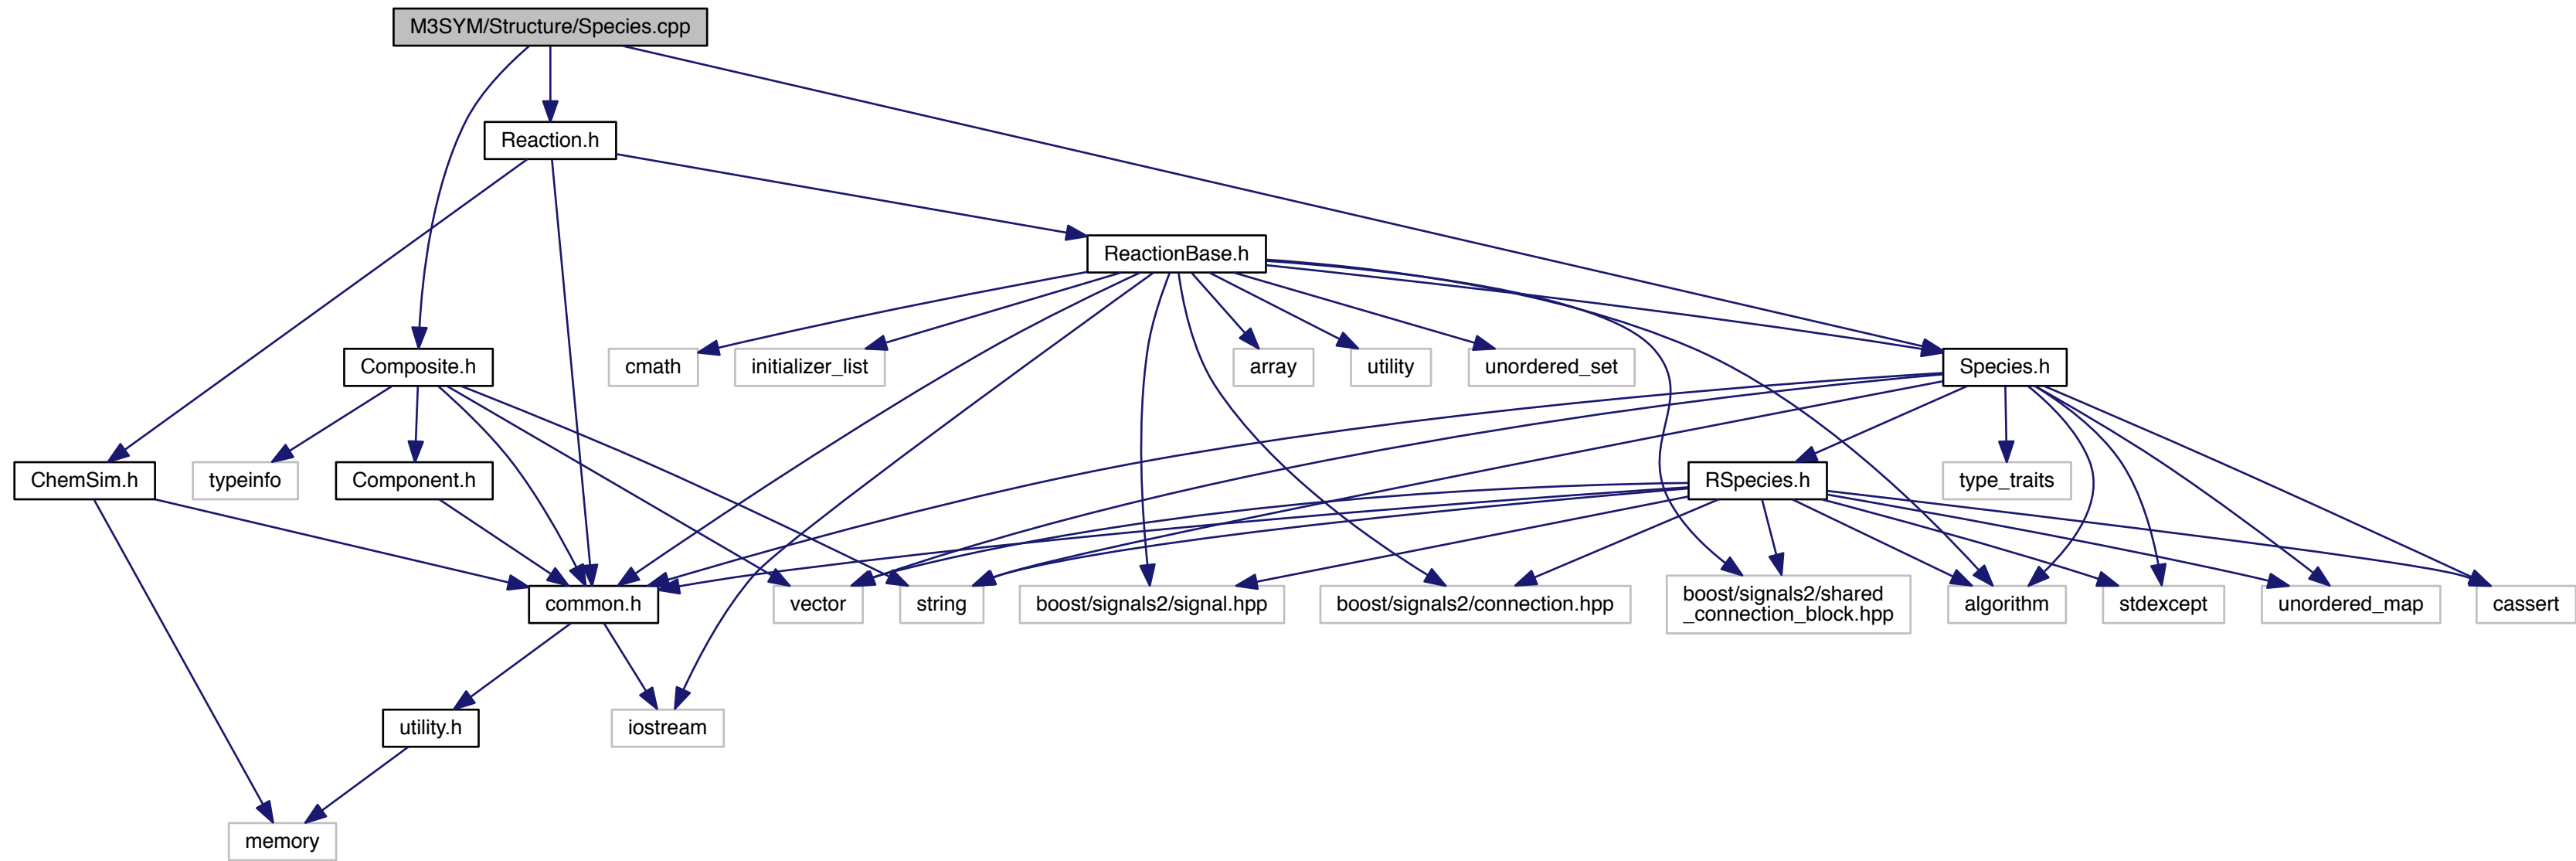 M3SYM/Structure/Species.cpp
Reaction.h
ReactionBase.h
Composite.h
cmath
initializer_list
array
utility
unordered_set
Species.h
ChemSim.h
typeinfo
Component.h
RSpecies.h
type_traits
common.h
vector
string
boost/signals2/signal.hpp
boost/signals2/connection.hpp
boost/signals2/shared
_connection_block.hpp
algorithm
stdexcept
unordered_map
cassert
utility.h
iostream
memory